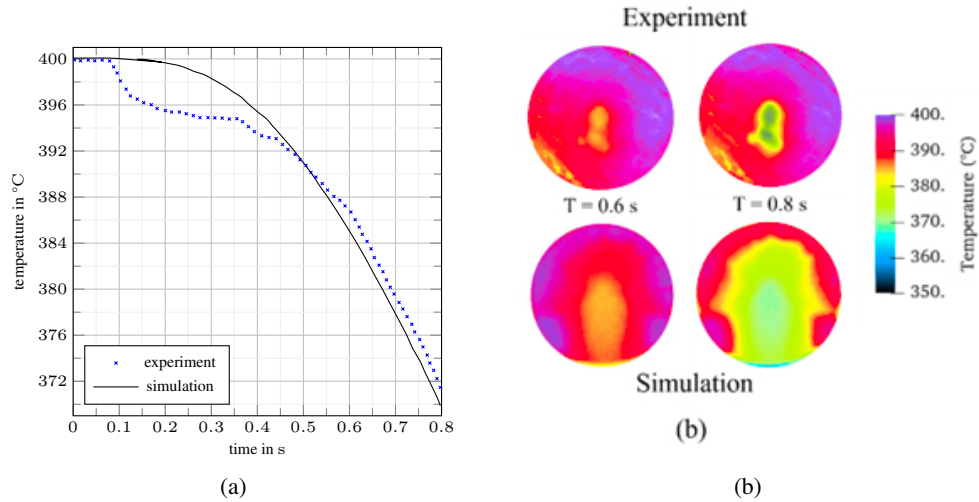 400
396
392
388
384
380
376
372
temperature in °C
experiment
simulation
0 0.1 0.2 0.3 0.4 0.5 0.6 0.7 0.8
time in s
(a)
Experiment
T = 0.6 s T = 0.8 s
Simulation
(b)
400.
390.
380.
370.
360.
350.
Temperature (°C)
(b)